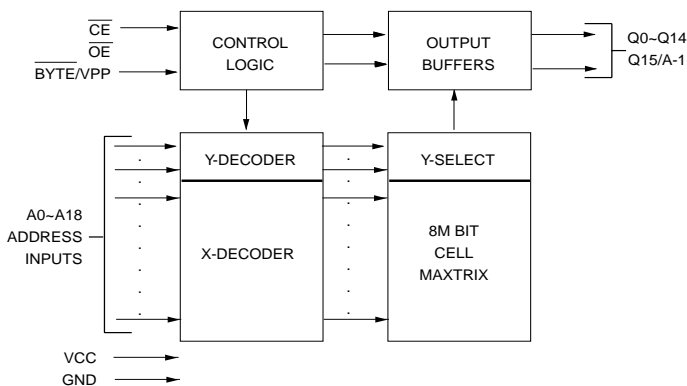 CE
OE
BYTE/VPP
CONTROL
LOGIC
OUTPUT
BUFFERS
Q0~Q14
Q15/A-1
A0~A18
ADDRESS
INPUTS
Y-DECODER
X-DECODER
Y-SELECT
8M BIT
CELL
MAXTRIX
VCC
GND